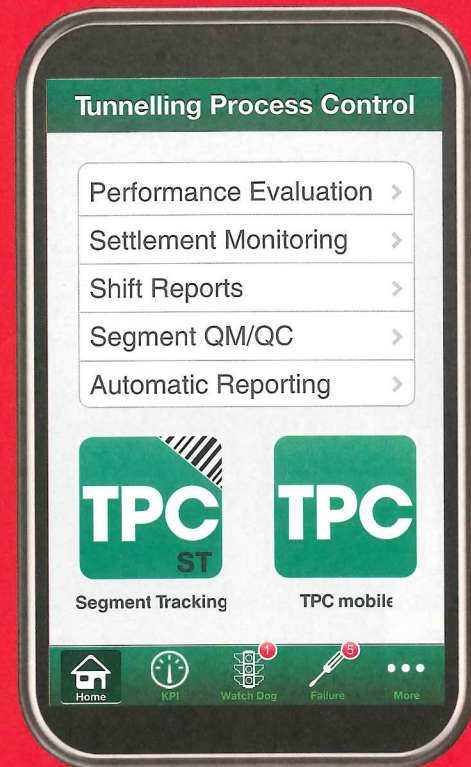 Tunnelling Process Control
Performance Evaluation
Settlement Monitoring
Shift Reports
Segment QM/QC
Automatic Reporting
TPC
ST
TPC
Segment Tracking
TPC mobile
1
5
Home
KPI
Watch Dog
Failure
More